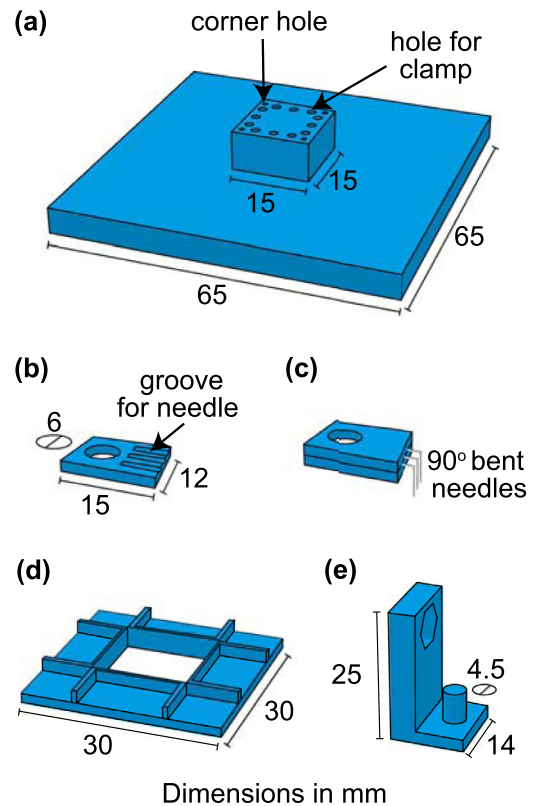 (a)
corner hole
hole for
clamp
15
15
65
65
(b)
groove
for needle
6
15
12
(c)
90° bent
needles
(d)
30
30
(e)
25
4.5
14
Dimensions in mm